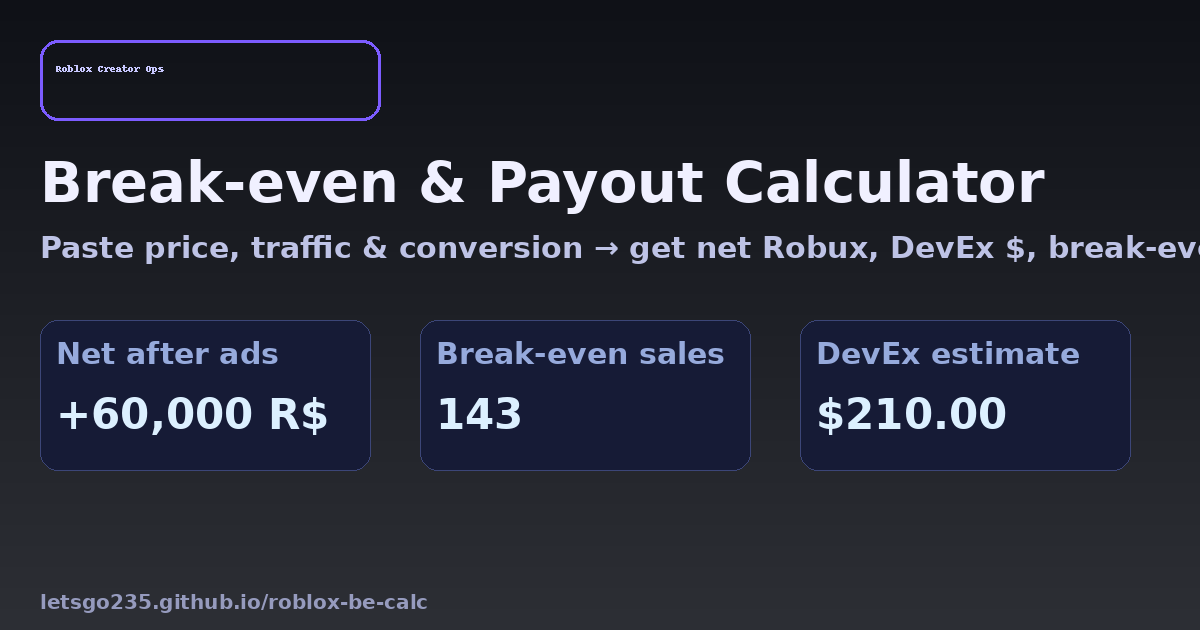 Roblox Creator Ops
Break-even & Payout Calculator
Paste price, traffic & conversion → get net Robux, DevEx $, break-eve
Net after ads
Break-even sales
DevEx estimate
+60,000 R$
143
$210.00
letsgo235.github.io/roblox-be-calc